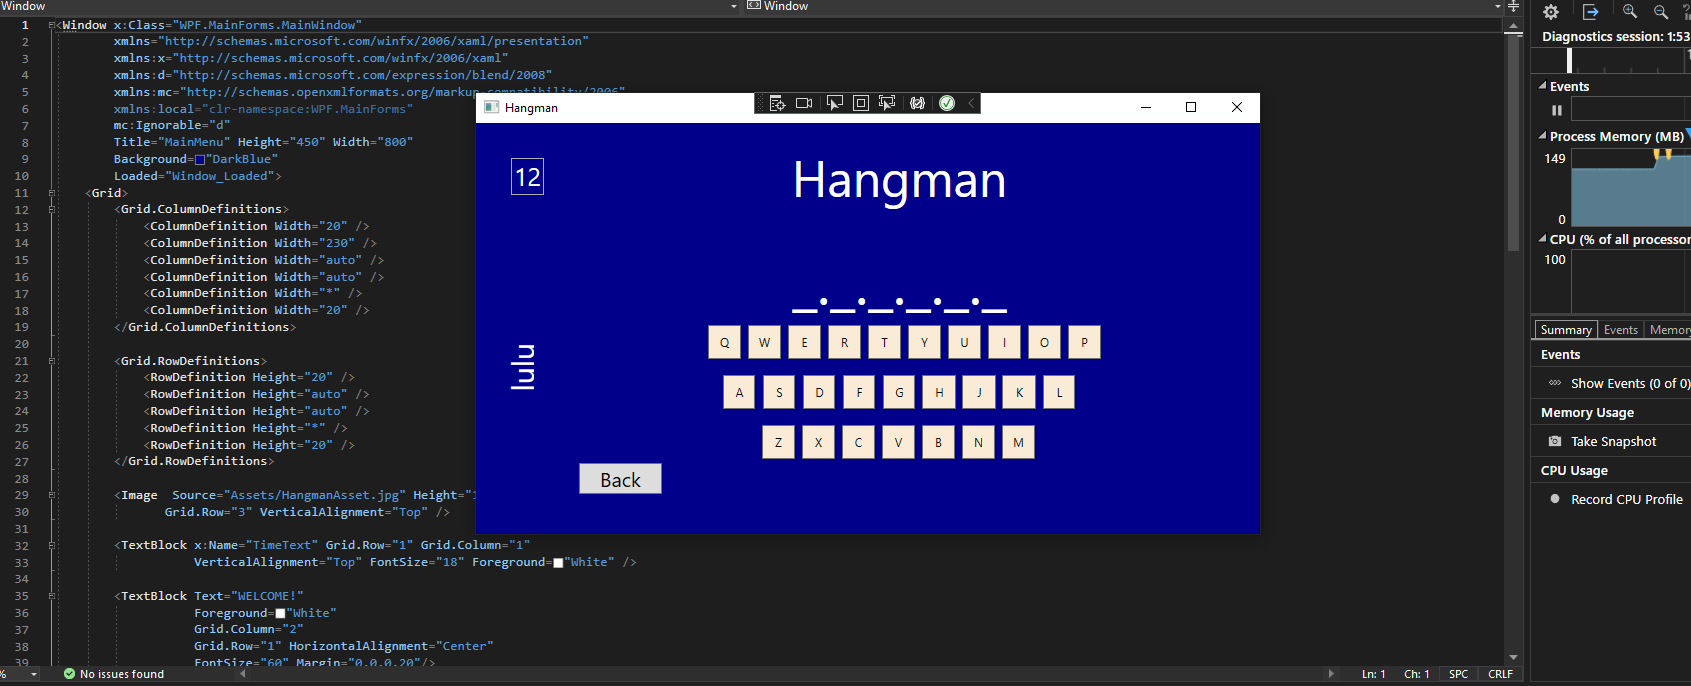 Window
Window
1 <Window x:Class="WPF.MainForms.MainWindow"
2 xmlns="http://schemas.microsoft.com/winfx/2006/xaml/presentation"
3 xmlns:x="http://schemas.microsoft.com/winfx/2006/xaml"
4 xmlns:d="http://schemas.microsoft.com/expression/blend/2008"
5 xmlns:mc="http://schemas.openxmlformats.org/markup-compatibility/2006"
6 xmlns:local="clr-namespace:WPF.MainForms"
7 mc:Ignorable="d"
8 Title="MainMenu" Height="450" Width="800"
9 Background="DarkBlue"
10 Loaded="Window_Loaded">
11 <Grid>
12 <Grid.ColumnDefinitions>
13 <ColumnDefinition Width="20" />
14 <ColumnDefinition Width="230" />
15 <ColumnDefinition Width="auto" />
16 <ColumnDefinition Width="auto" />
17 <ColumnDefinition Width="*" />
18 <ColumnDefinition Width="20" />
19 </Grid.ColumnDefinitions>
20
21 <Grid.RowDefinitions>
22 <RowDefinition Height="20" />
23 <RowDefinition Height="auto" />
24 <RowDefinition Height="auto" />
25 <RowDefinition Height="*" />
26 <RowDefinition Height="20" />
27 </Grid.RowDefinitions>
28
29 <Image Source="Assets/HangmanAsset.jpg" Height="
30 Grid.Row="3" VerticalAlignment="Top" />
31
32 <TextBlock x:Name="TimeText" Grid.Row="1" Grid.Column="1"
33 VerticalAlignment="Top" FontSize="18" Foreground="White" />
34
35 <TextBlock Text="WELCOME!"
36 Foreground="White"
37 Grid.Column="2"
38 Grid.Row="1" HorizontalAlignment="Center"
39 FontSize="60" Margin="0,0,0,20"/>
Hangman
12
Hangman
__·__·__·__·__·__
lulu
Q W E R T Y U I O P
A S D F G H J K L
Z X C V B N M
Back
Diagnostics session: 1:53
Events
Process Memory (MB)
149
0
CPU (% of all processor
100
Summary Events Memory
Events
Show Events (0 of 0)
Memory Usage
Take Snapshot
CPU Usage
Record CPU Profile
% No issues found
Ln: 1 Ch: 1 SPC CRLF